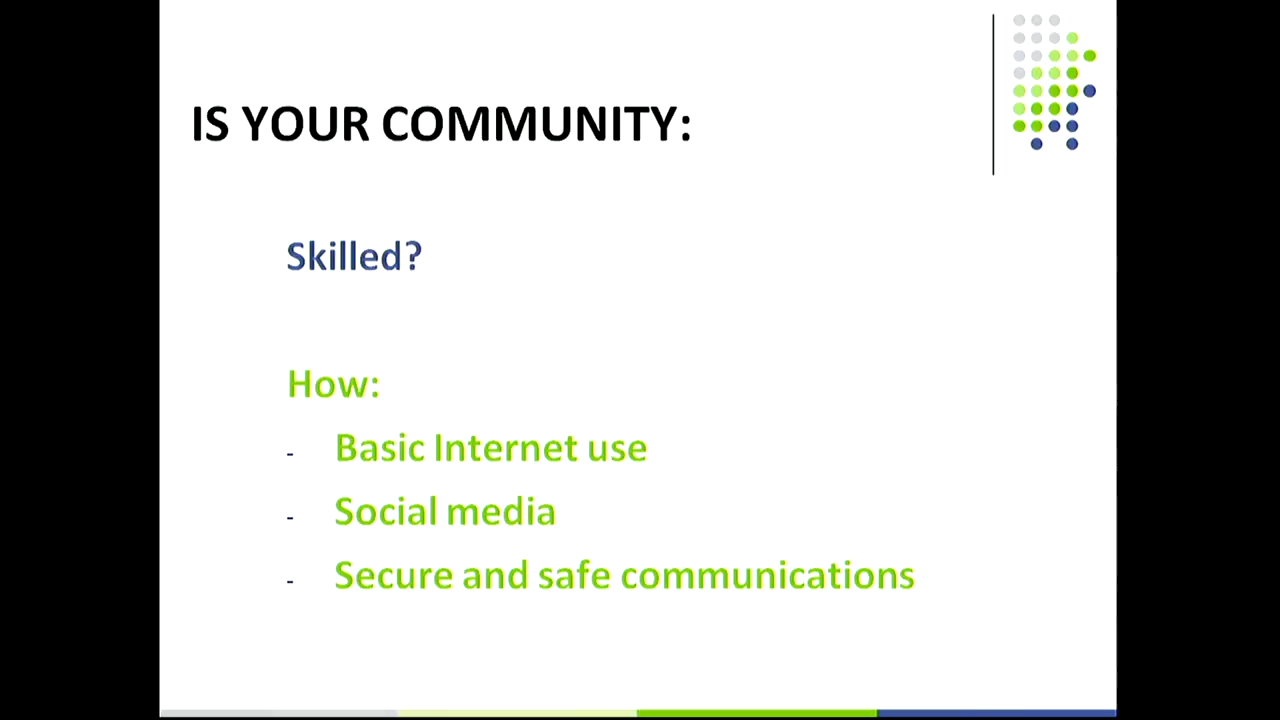 IS YOUR COMMUNITY:
Skilled?
How:
- Basic Internet use
- Social media
- Secure and safe communications